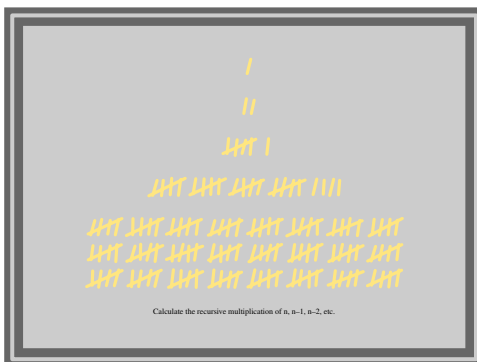 Calculate the recursive multiplication of n, n−1, n−2, etc.